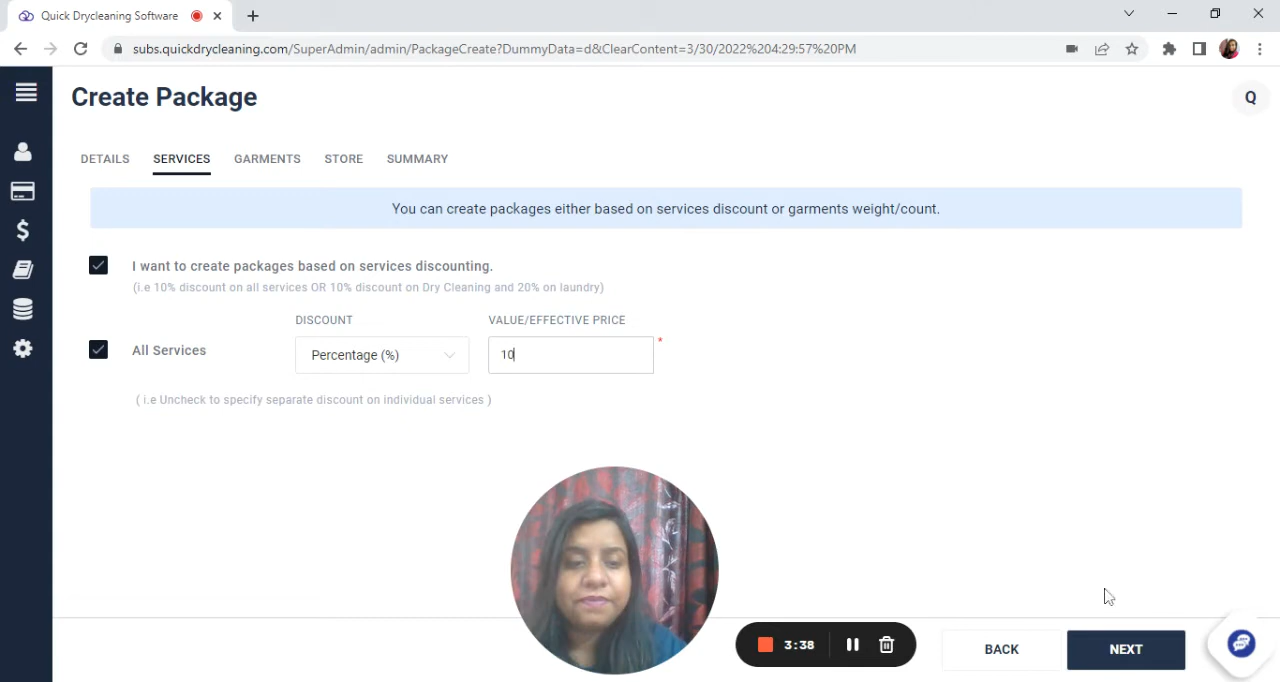 Quick Drycleaning Software
subs.quickdrycleaning.com/SuperAdmin/admin/PackageCreate?DummyData=d&ClearContent=3/30/2022%204:29:57%20PM
Create Package
Q
DETAILS SERVICES GARMENTS STORE SUMMARY
You can create packages either based on services discount or garments weight/count.
I want to create packages based on services discounting.
(i.e 10% discount on all services OR 10% discount on Dry Cleaning and 20% on laundry)
DISCOUNT VALUE/EFFECTIVE PRICE
All Services Percentage (%) 10 *
( i.e Uncheck to specify separate discount on individual services )
3:38
BACK NEXT